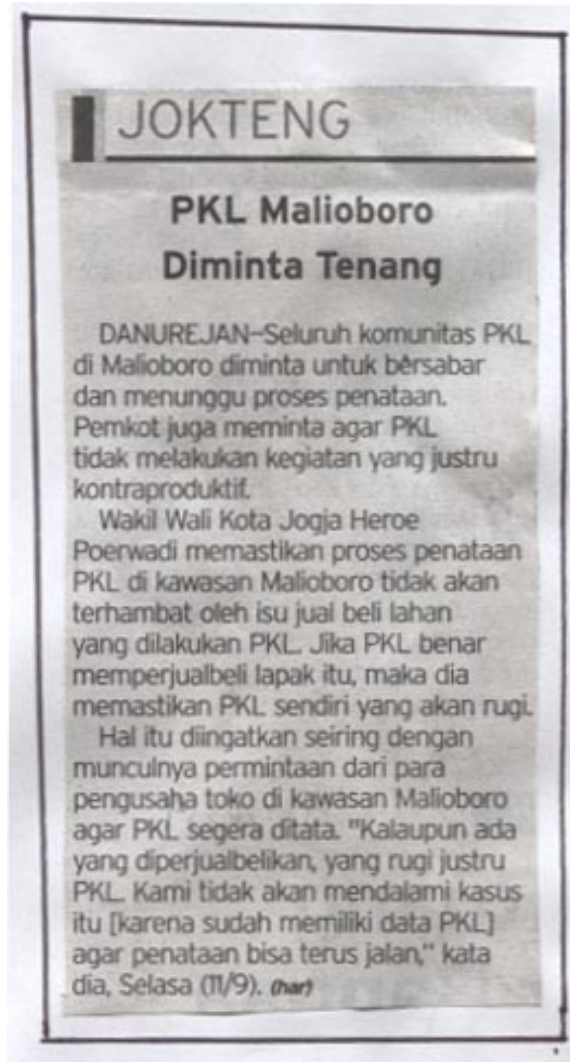 JOKTENG
PKL Malioboro
Diminta Tenang
DANUREJAN—Seluruh komunitas PKL
di Malioboro diminta untuk bersabar
dan menunggu proses penataan.
Pemkot juga meminta agar PKL
tidak melakukan kegiatan yang justru
kontraproduktif.
Wakil Wali Kota Jogja Heroe
Poerwadi memastikan proses penataan
PKL di kawasan Malioboro tidak akan
terhambat oleh isu jual beli lahan
yang dilakukan PKL. Jika PKL benar
memperjualbeli lapak itu, maka dia
memastikan PKL sendiri yang akan rugi.
Hal itu diingatkan seiring dengan
munculnya permintaan dari para
pengusaha toko di kawasan Malioboro
agar PKL segera ditata. "Kalaupun ada
yang diperjualbelikan, yang rugi justru
PKL. Kami tidak akan mendalami kasus
itu [karena sudah memiliki data PKL]
agar penataan bisa terus jalan," kata
dia, Selasa (11/9). (har)